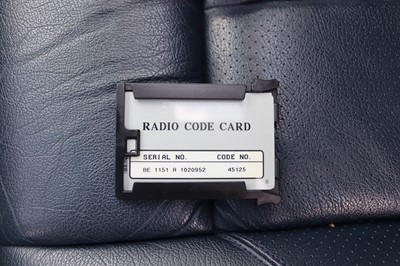 RADIO CODE CARD
SERIAL NO. CODE NO.
BE 1151 R 1020952 45125